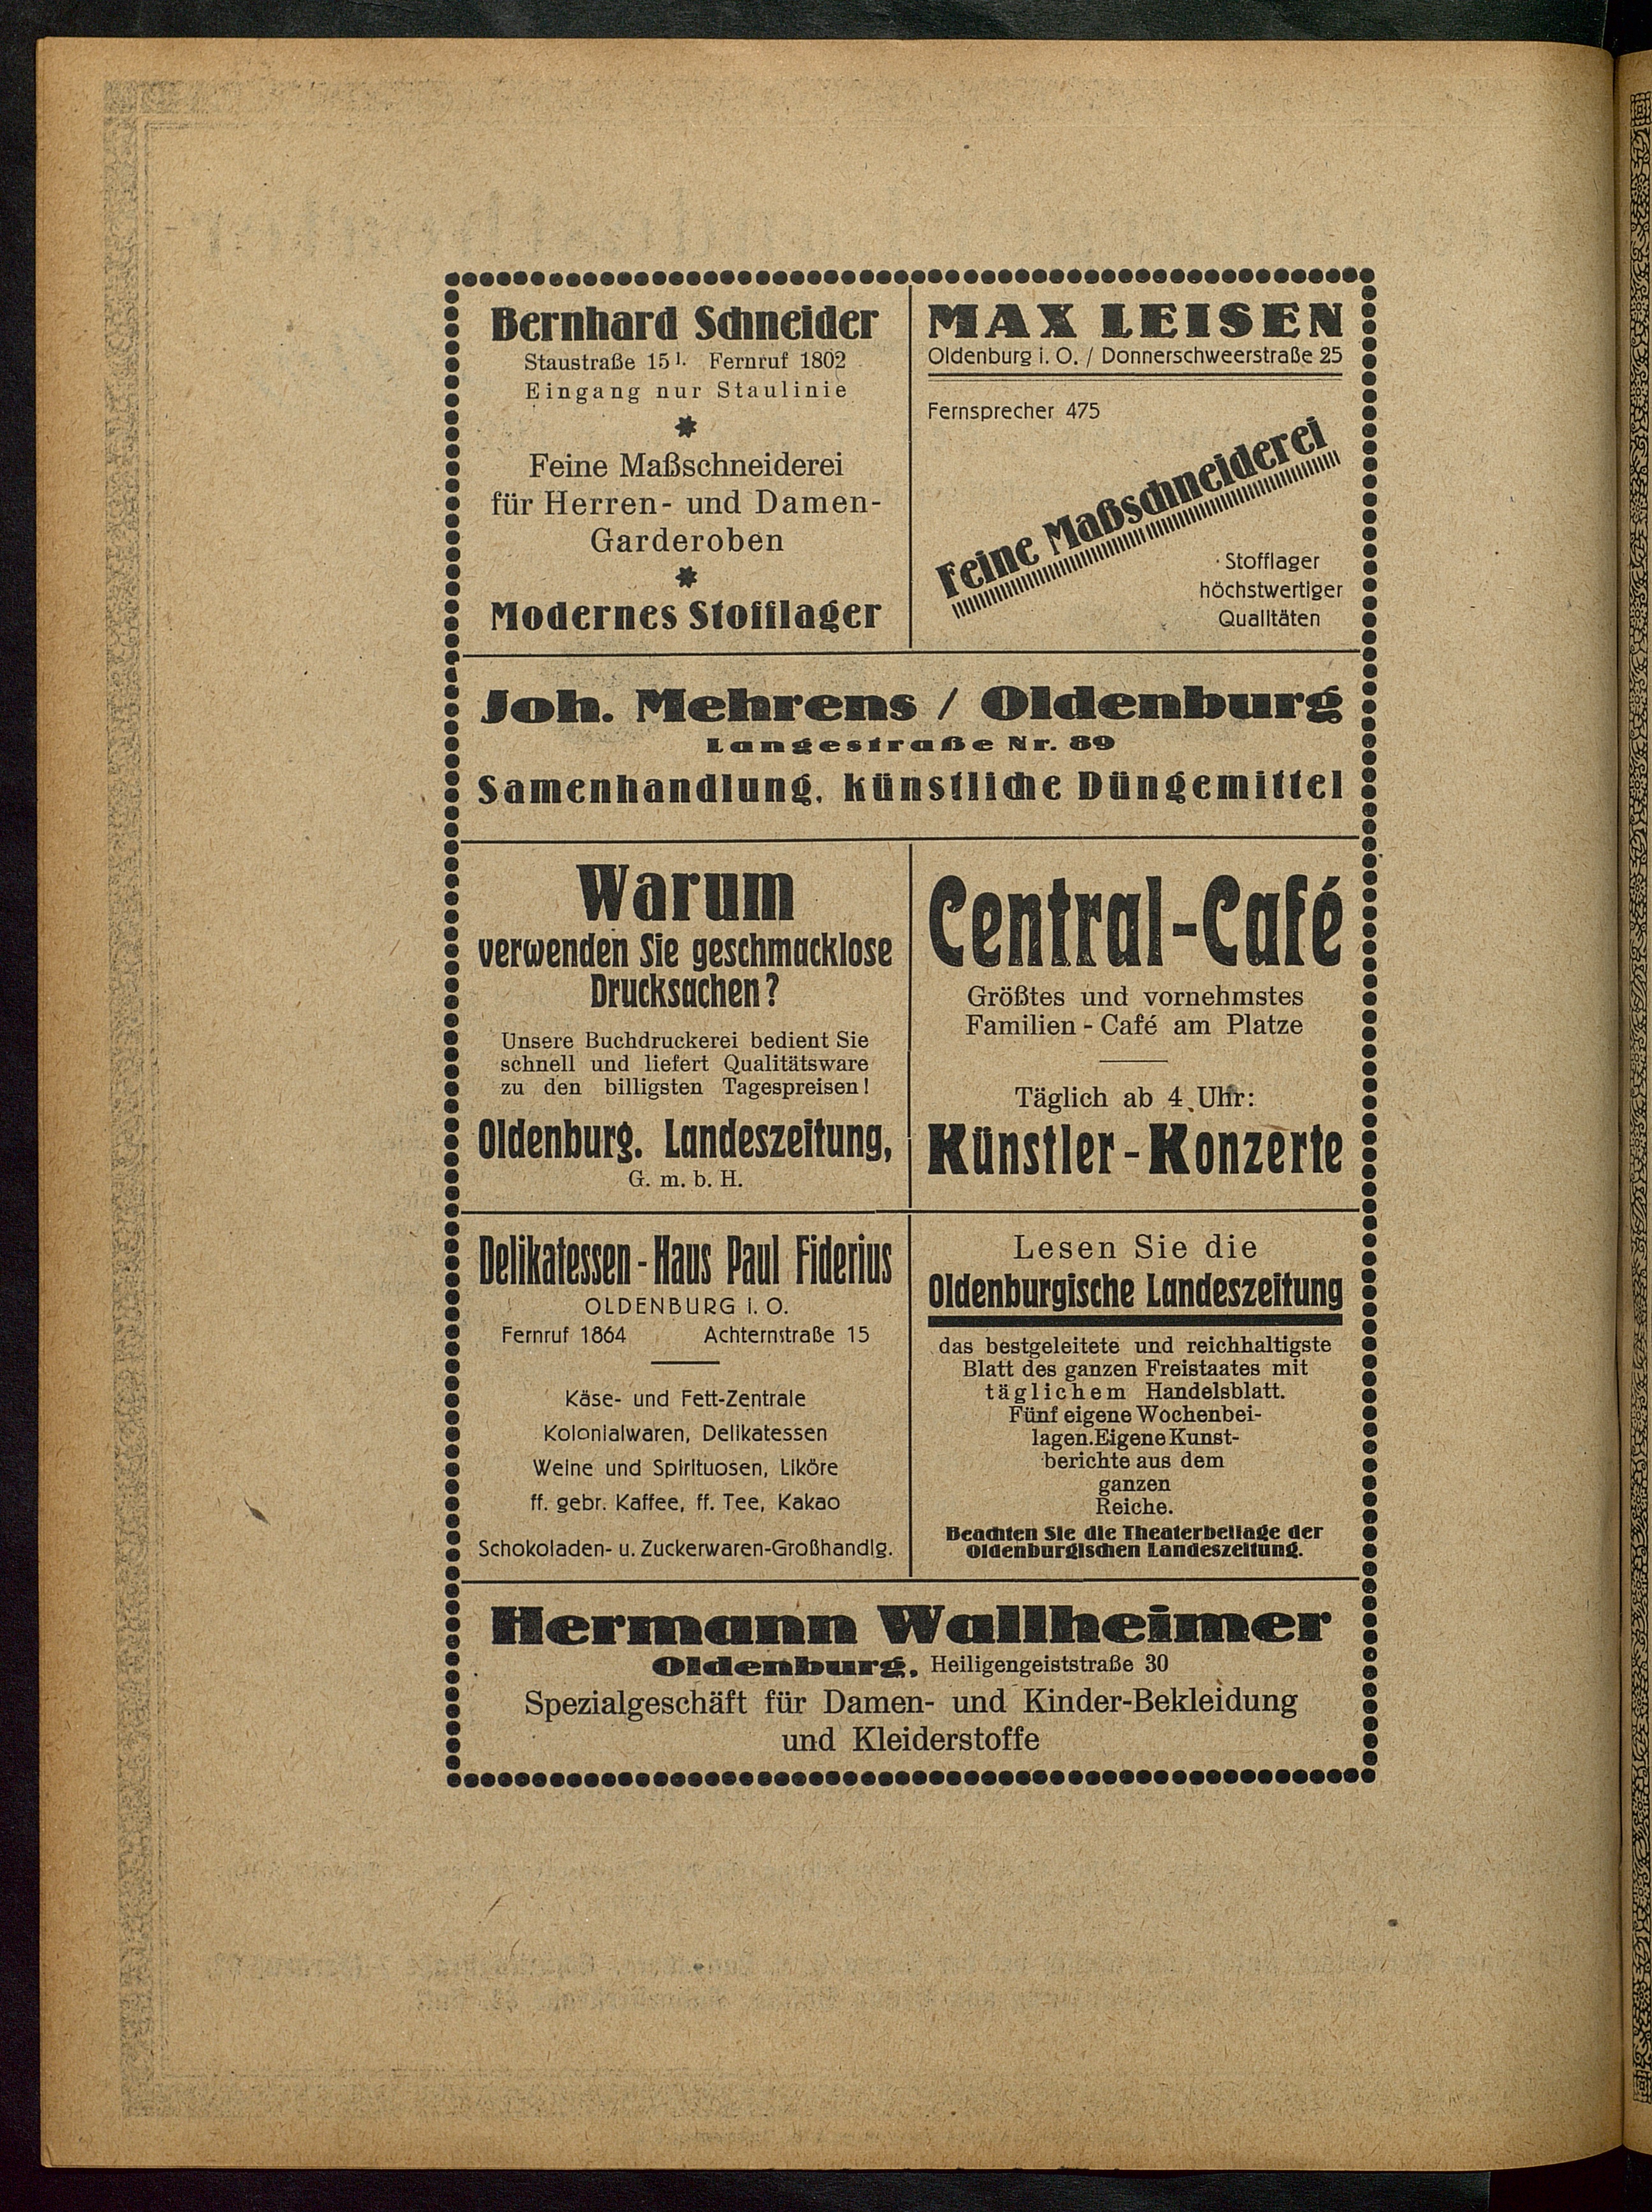 Bernhard Schneider
Staustraße 15 I. Fernruf 1802
Eingang nur Staulinie
Feine Maßschneiderei
für Herren- und Damen-
Garderoben
Modernes Stofflager
MAX LEISEN
Oldenburg i. O. / Donnerschweerstraße 25
Fernsprecher 475
Feine Maßschneiderei
Stofflager
höchstwertiger
Qualitäten
Joh. Mehrens / Oldenburg
Langestraße Nr. 89
Samenhandlung, künstliche Düngemittel
Warum
verwenden Sie geschmacklose
Drucksachen?
Unsere Buchdruckerei bedient Sie
schnell und liefert Qualitätsware
zu den billigsten Tagespreisen!
Oldenburg. Landeszeitung,
G. m. b. H.
Central-Café
Größtes und vornehmstes
Familien-Café am Platze
Täglich ab 4 Uhr:
Künstler-Konzerte
Delikatessen-Haus Paul Fiderius
OLDENBURG i. O.
Fernruf 1864 Achternstraße 15
Käse- und Fett-Zentrale
Kolonialwaren, Delikatessen
Weine und Spirituosen, Liköre
ff. gebr. Kaffee, ff. Tee, Kakao
Schokoladen- u. Zuckerwaren-Großhandlg.
Lesen Sie die
Oldenburgische Landeszeitung
das bestgeleitete und reichhaltigste
Blatt des ganzen Freistaates mit
täglichem Handelsblatt.
Fünf eigene Wochenbei-
lagen. Eigene Kunst-
berichte aus dem
ganzen
Reiche.
Beachten Sie die Theaterbeilage der
Oldenburgischen Landeszeitung.
Hermann Wallheimer
Oldenburg, Heiligengeiststraße 30
Spezialgeschäft für Damen- und Kinder-Bekleidung
und Kleiderstoffe